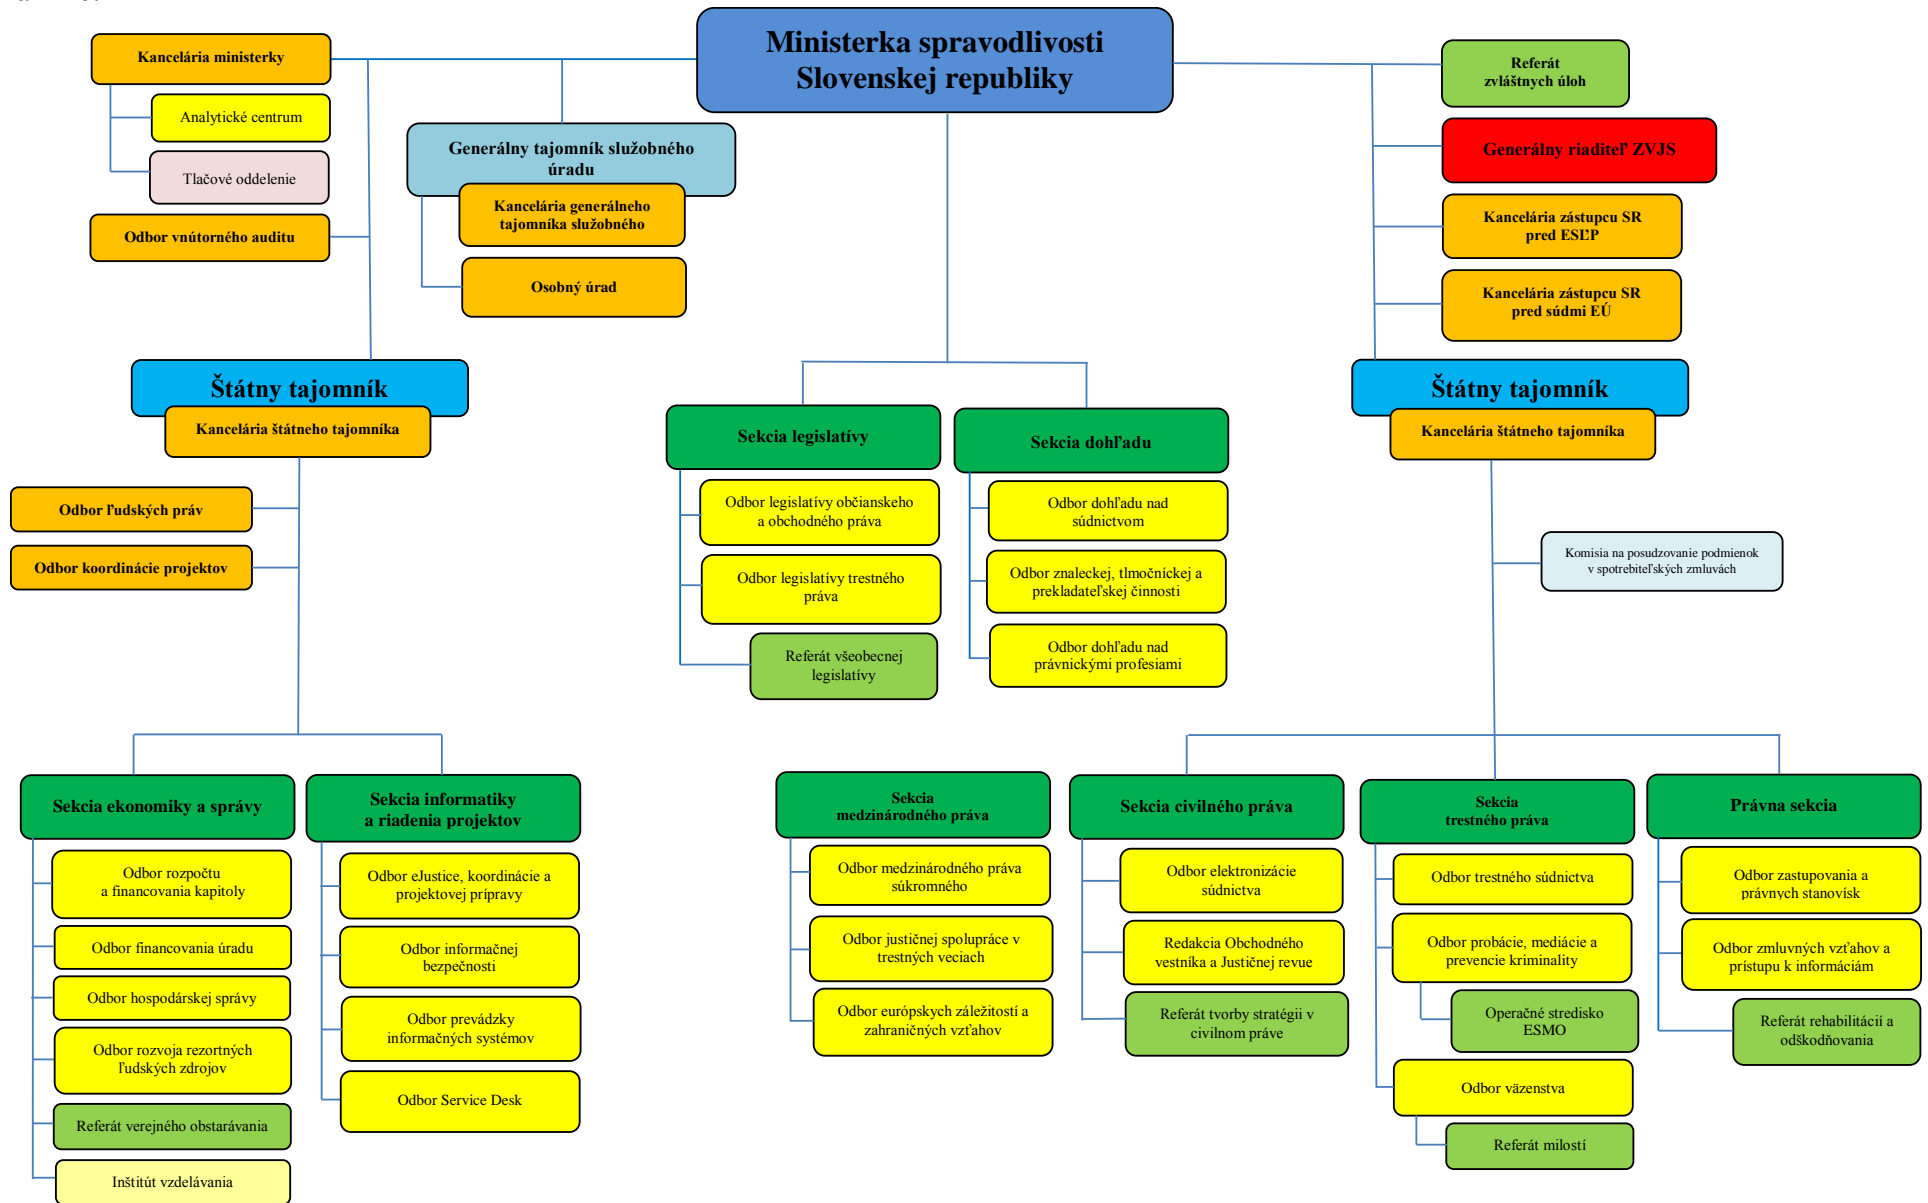 Ministerka spravodlivosti
Slovenskej republiky
Kancelária ministerky
Analytické centrum
Tlačové oddelenie
Odbor vnútorného auditu
Generálny tajomník služobného
úradu
Kancelária generálneho
tajomníka služobného
Osobný úrad
Referát
zvláštnych úloh
Generálny riaditeľ ZVJS
Kancelária zástupcu SR
pred ESĽP
Kancelária zástupcu SR
pred súdmi EÚ
Štátny tajomník
Kancelária štátneho tajomníka
Odbor ľudských práv
Odbor koordinácie projektov
Sekcia legislatívy
Odbor legislatívy občianskeho
a obchodného práva
Odbor legislatívy trestného
práva
Referát všeobecnej
legislatívy
Sekcia dohľadu
Odbor dohľadu nad
súdnictvom
Odbor znaleckej, tlmočníckej a
prekladateľskej činnosti
Odbor dohľadu nad
právnickými profesiami
Štátny tajomník
Kancelária štátneho tajomníka
Komisia na posudzovanie podmienok
v spotrebiteľských zmluvách
Sekcia ekonomiky a správy
Odbor rozpočtu
a financovania kapitoly
Odbor financovania úradu
Odbor hospodárskej správy
Odbor rozvoja rezortných
ľudských zdrojov
Referát verejného obstarávania
Inštitút vzdelávania
Sekcia informatiky
a riadenia projektov
Odbor eJustice, koordinácie a
projektovej prípravy
Odbor informačnej
bezpečnosti
Odbor prevádzky
informačných systémov
Odbor Service Desk
Sekcia
medzinárodného práva
Odbor medzinárodného práva
súkromného
Odbor justičnej spolupráce v
trestných veciach
Odbor európskych záležitostí a
zahraničných vzťahov
Sekcia civilného práva
Odbor elektronizácie
súdnictva
Redakcia Obchodného
vestníka a Justičnej revue
Referát tvorby stratégii v
civilnom práve
Sekcia
trestného práva
Odbor trestného súdnictva
Odbor probácie, mediácie a
prevencie kriminality
Operačné stredisko
ESMO
Odbor väzenstva
Referát milostí
Právna sekcia
Odbor zastupovania a
právnych stanovísk
Odbor zmluvných vzťahov a
prístupu k informáciám
Referát rehabilitácií a
odškodňovania